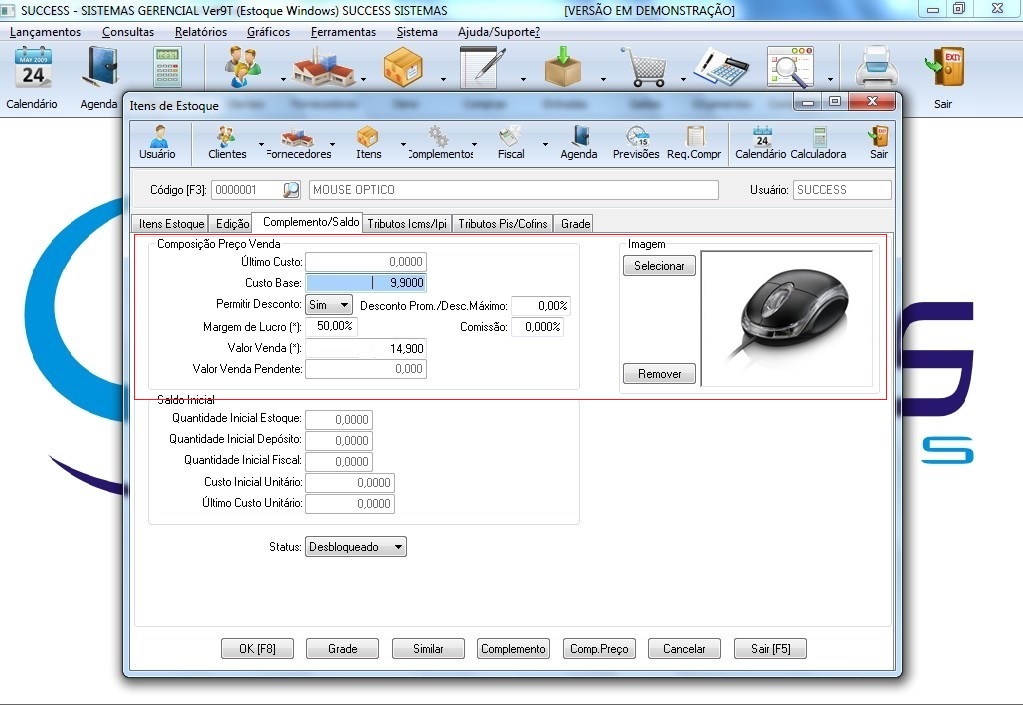 SUCCESS - SISTEMAS GERENCIAL Ver9T (Estoque Windows) SUCCESS SISTEMAS [VERSÃO EM DEMONSTRAÇÃO]
Lançamentos Consultas Relatórios Gráficos Ferramentas Sistema Ajuda/Suporte?
MAY 2009
24
EXIT
Calendário Agenda Sair
Itens de Estoque
Usuário Clientes Fornecedores Itens Complementos Fiscal Agenda Previsões Req.Compr Calendário Calculadora Sair
Código [F3]: 0000001 MOUSE OPTICO Usuário: SUCCESS
Itens Estoque Edição Complemento/Saldo Tributos Icms/Ipi Tributos Pis/Cofins Grade
Composição Preço Venda Imagem
Último Custo: 0,0000 Selecionar
Custo Base: 9,9000
Permitir Desconto: Sim Desconto Prom./Desc.Máximo: 0,00%
Margem de Lucro (*): 50,00% Comissão: 0,000%
Valor Venda (*): 14,900
Valor Venda Pendente: 0,000 Remover
Saldo Inicial
Quantidade Inicial Estoque: 0,0000
Quantidade Inicial Depósito: 0,0000
Quantidade Inicial Fiscal: 0,0000
Custo Inicial Unitário: 0,0000
Último Custo Unitário: 0,0000
Status: Desbloqueado
OK [F8] Grade Similar Complemento Comp.Preço Cancelar Sair [F5]